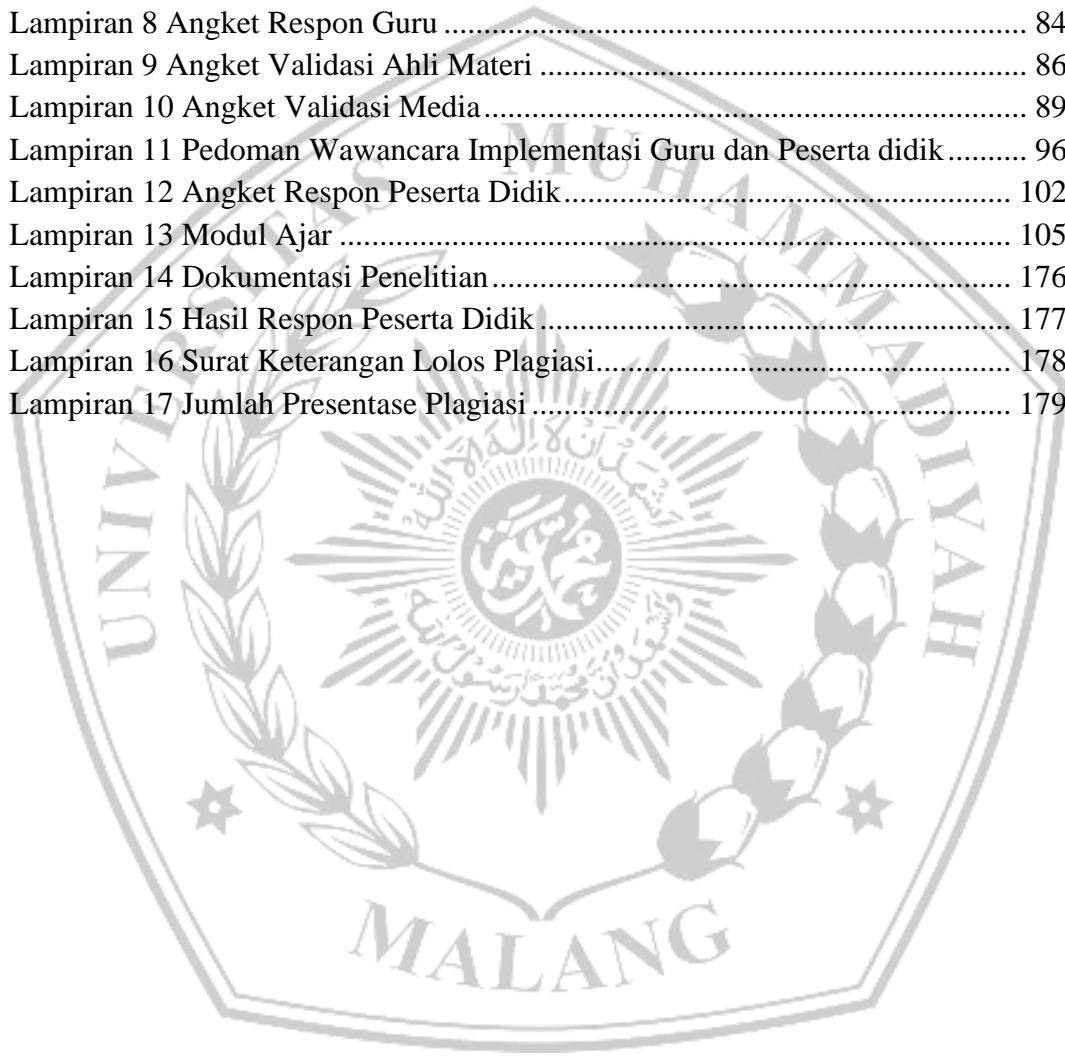 Lampiran 8 Angket Respon Guru ........................................................................... 84
Lampiran 9 Angket Validasi Ahli Materi .............................................................. 86
Lampiran 10 Angket Validasi Media..................................................................... 89
Lampiran 11 Pedoman Wawancara Implementasi Guru dan Peserta didik .......... 96
Lampiran 12 Angket Respon Peserta Didik......................................................... 102
Lampiran 13 Modul Ajar ..................................................................................... 105
Lampiran 14 Dokumentasi Penelitian.................................................................. 176
Lampiran 15 Hasil Respon Peserta Didik ............................................................ 177
Lampiran 16 Surat Keterangan Lolos Plagiasi..................................................... 178
Lampiran 17 Jumlah Presentase Plagiasi ............................................................. 179
UNIVERSITAS MUHAMMADIYAH
MALANG